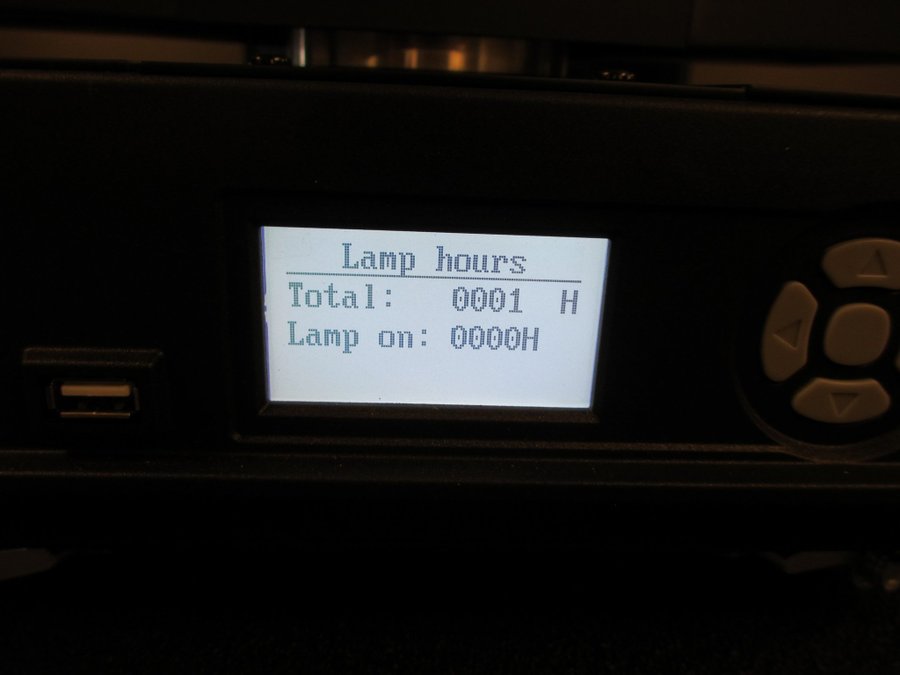 Lamp hours
Total: 0001 H
Lamp on: 0000H